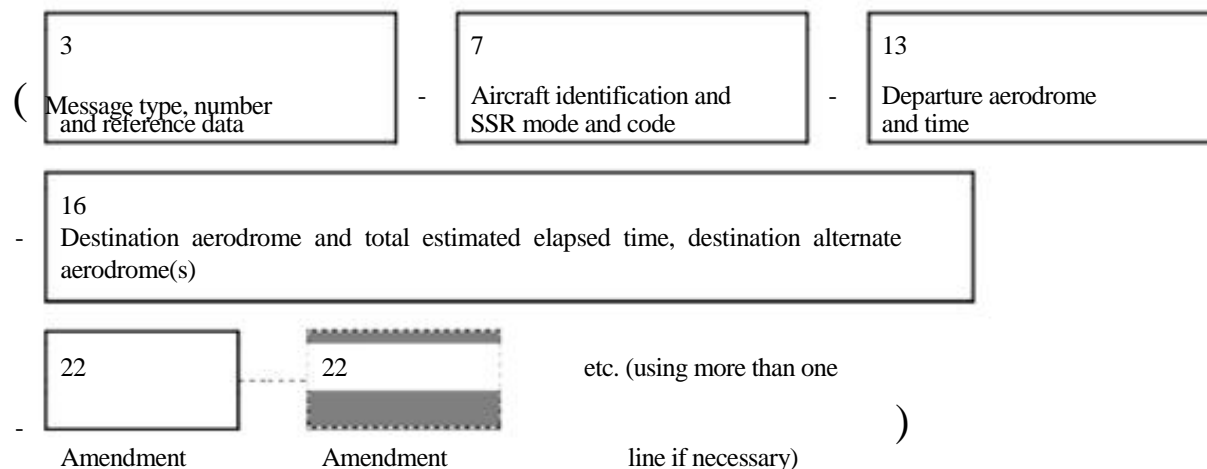 3 7 13
( Message type, number - Aircraft identification and - Departure aerodrome
and reference data SSR mode and code and time
16
- Destination aerodrome and total estimated elapsed time, destination alternate
aerodrome(s)
22 22 etc. (using more than one
- )
Amendment Amendment line if necessary)